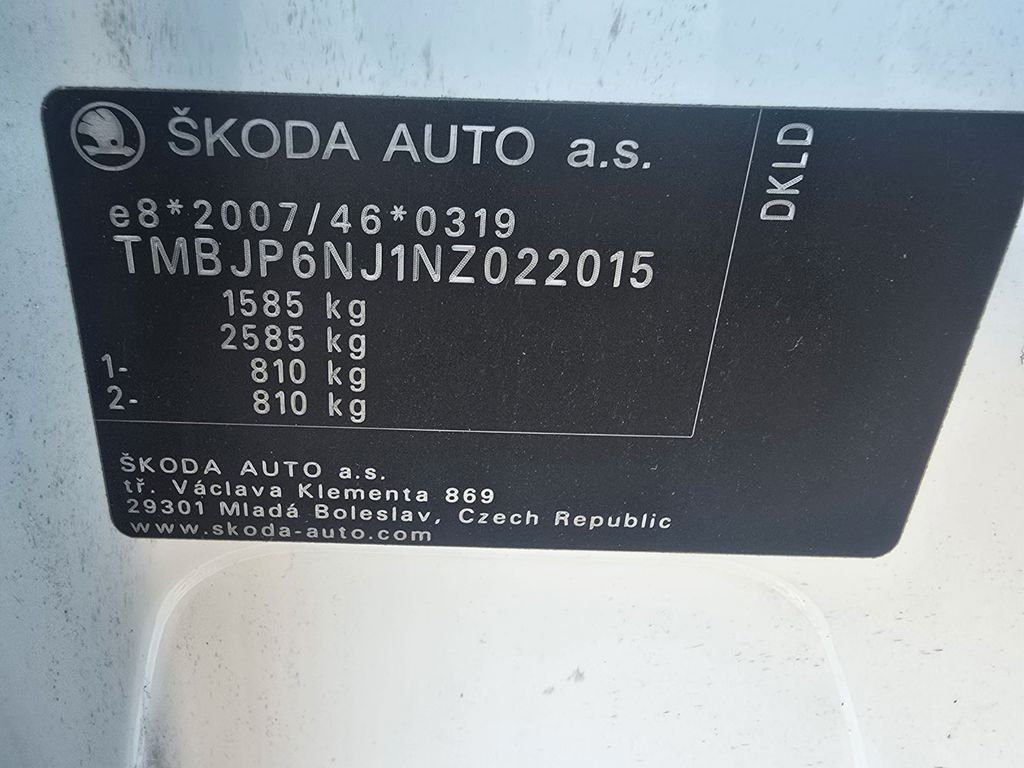 ŠKODA AUTO a.s.
DKLD
e8*2007/46*0319
TMBJP6NJ1NZ022015
1585 kg
2585 kg
1- 810 kg
2- 810 kg
ŠKODA AUTO a.s.
tř. Václava Klementa 869
29301 Mladá Boleslav, Czech Republic
www.skoda-auto.com